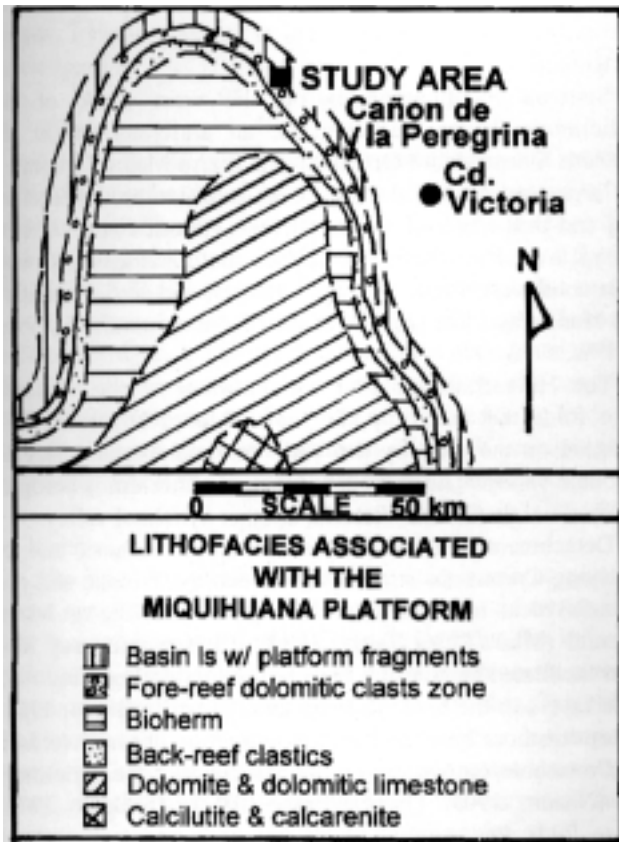 STUDY AREA
Cañon de
la Peregrina
Cd.
Victoria
N
0 SCALE 50 km
LITHOFACIES ASSOCIATED
WITH THE
MIQUIHUANA PLATFORM
Basin ls w/ platform fragments
Fore-reef dolomitic clasts zone
Bioherm
Back-reef clastics
Dolomite & dolomitic limestone
Calcilutite & calcarenite